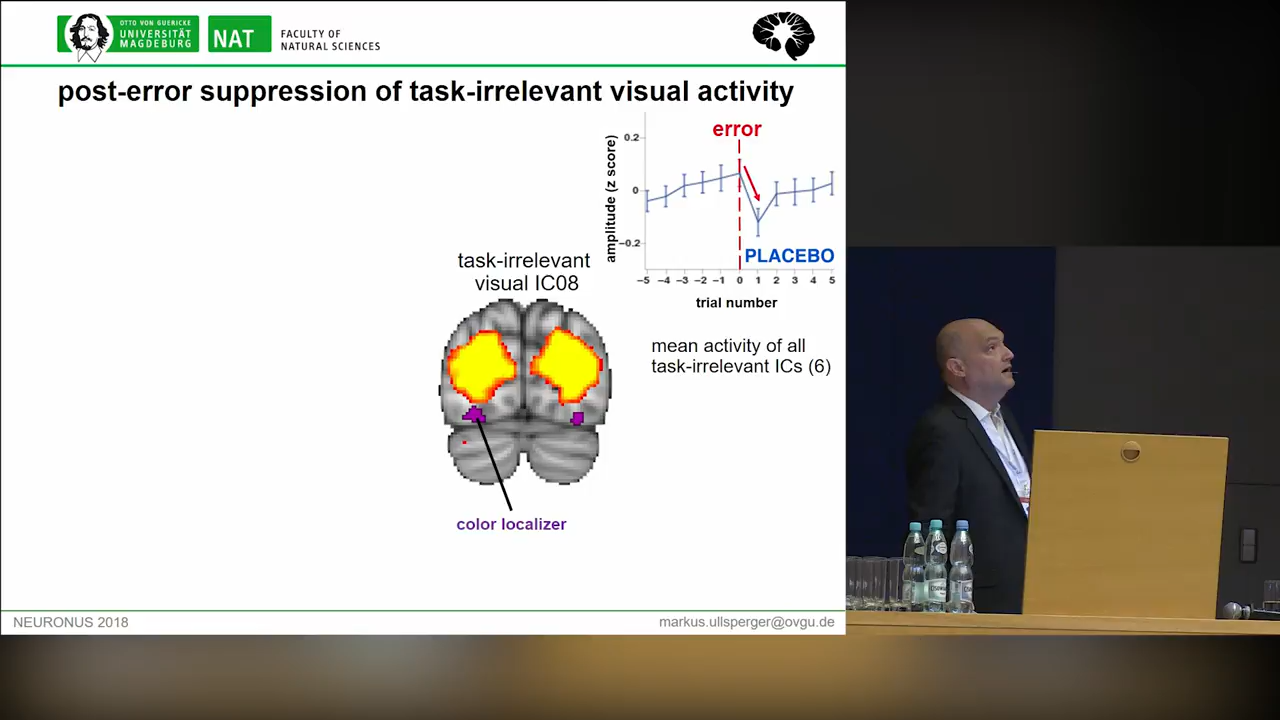 OTTO VON GUERICKE
UNIVERSITÄT
MAGDEBURG
NAT
FACULTY OF
NATURAL SCIENCES
post-error suppression of task-irrelevant visual activity
error
amplitude (z score)
0.2
0
−0.2
PLACEBO
−5 −4 −3 −2 −1 0 1 2 3 4 5
trial number
task-irrelevant
visual IC08
mean activity of all
task-irrelevant ICs (6)
color localizer
NEURONUS 2018
markus.ullsperger@ovgu.de